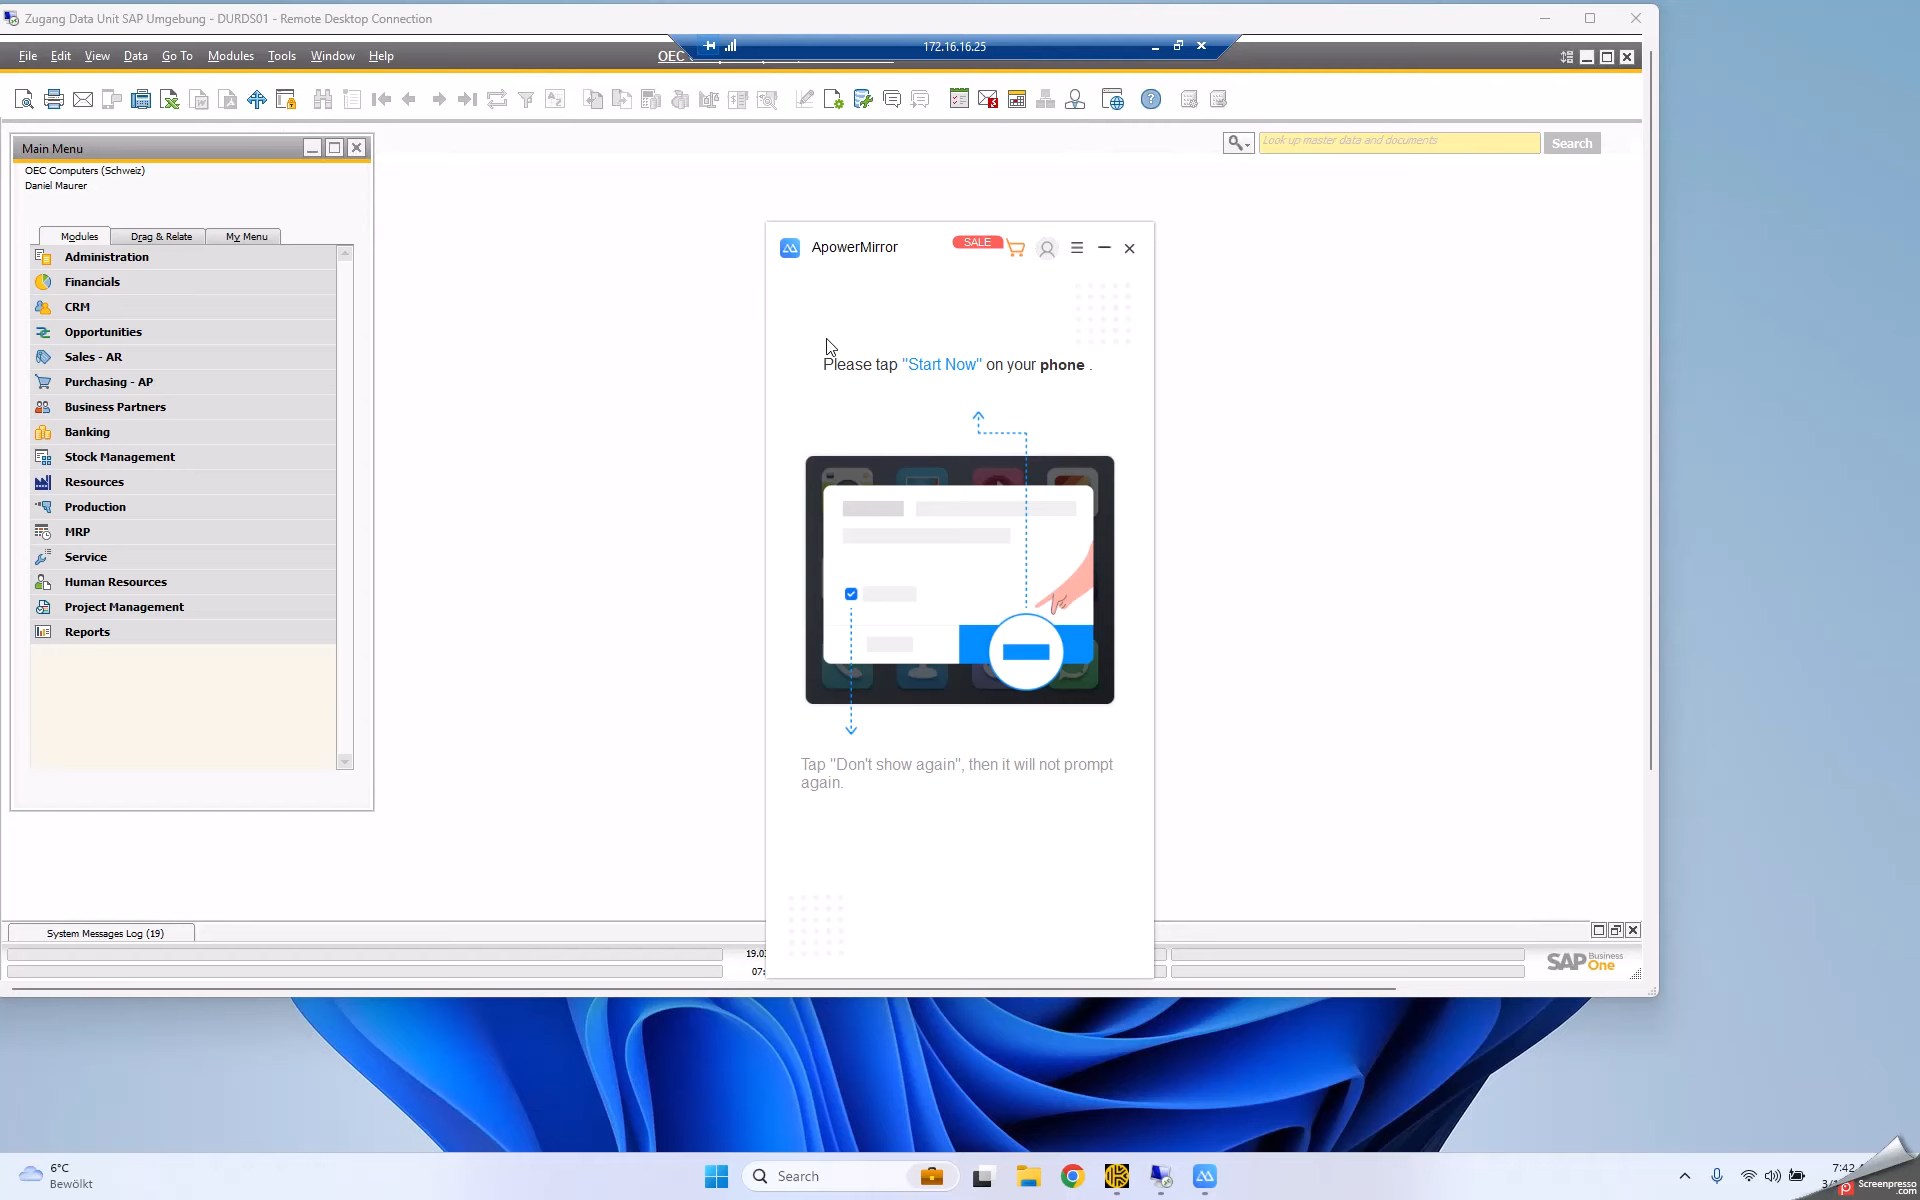 Zugang Data Unit SAP Umgebung - DURDS01 - Remote Desktop Connection
172.16.16.25
File Edit View Data Go To Modules Tools Window Help
OEC
Look up master data and documents
Search
Main Menu
OEC Computers (Schweiz)
Daniel Maurer
Modules Drag & Relate My Menu
Administration
Financials
CRM
Opportunities
Sales - AR
Purchasing - AP
Business Partners
Banking
Stock Management
Resources
Production
MRP
Service
Human Resources
Project Management
Reports
ApowerMirror
SALE
Please tap "Start Now" on your phone .
Tap "Don't show again", then it will not prompt
again.
System Messages Log (19)
19.0
07:
SAP Business
One
6°C
Bewölkt
Search
7:42
Screenpresso
.com